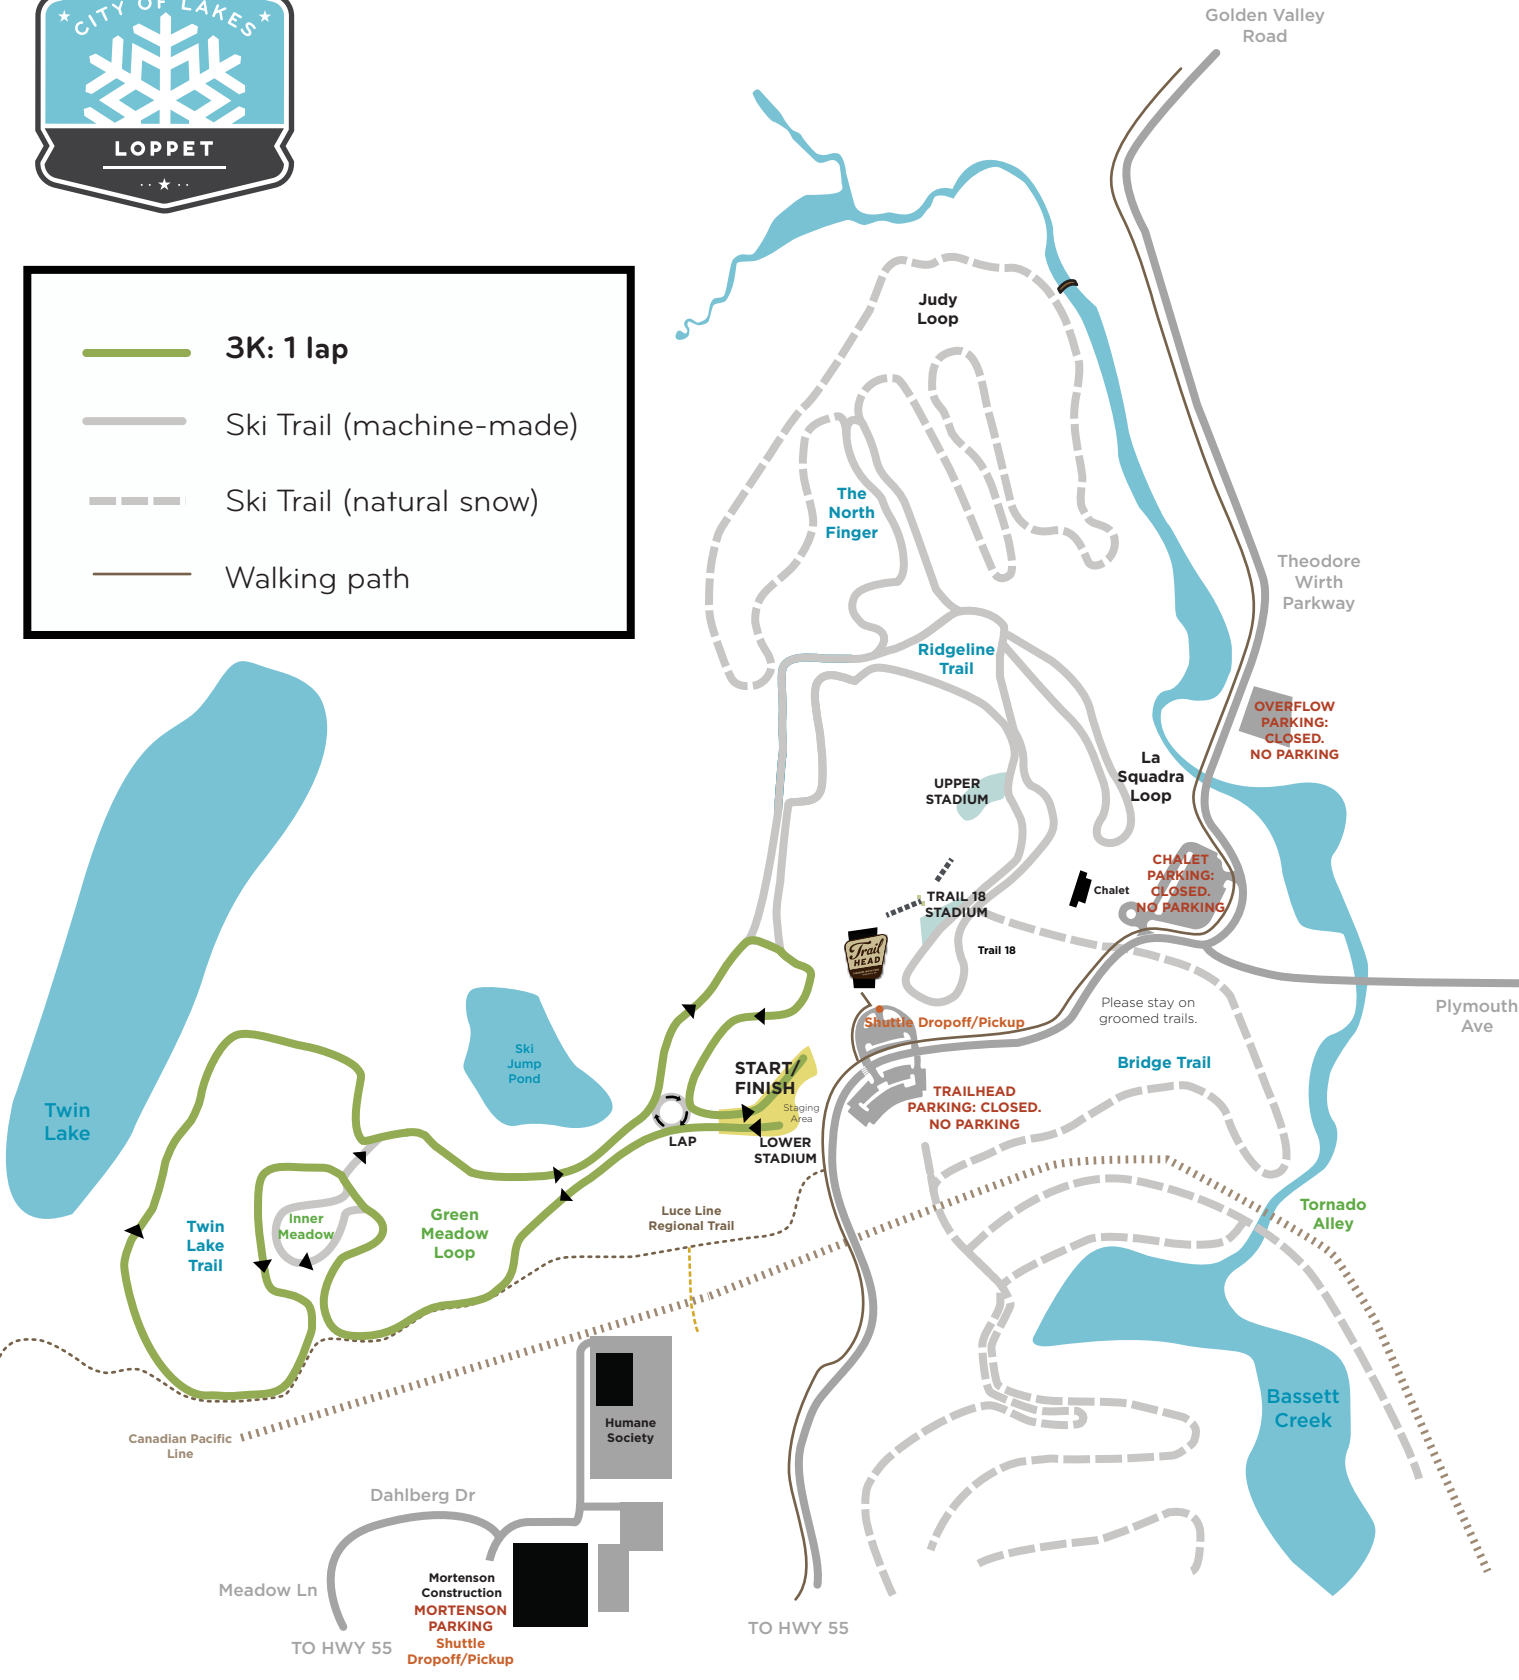 CITY OF LAKES
LOPPET
3K: 1 lap
Ski Trail (machine-made)
Ski Trail (natural snow)
Walking path
Golden Valley
Road
Judy
Loop
The
North
Finger
Theodore
Wirth
Parkway
Ridgeline
Trail
OVERFLOW
PARKING:
CLOSED.
NO PARKING
La
Squadra
Loop
UPPER
STADIUM
CHALET
PARKING:
CLOSED.
NO PARKING
Chalet
TRAIL 18
STADIUM
Trail 18
Trail
HEAD
Please stay on
groomed trails.
Plymouth
Ave
Shuttle Dropoff/Pickup
Bridge Trail
Ski
Jump
Pond
START/
FINISH
Staging
Area
TRAILHEAD
PARKING: CLOSED.
NO PARKING
Twin
Lake
LAP
LOWER
STADIUM
Luce Line
Regional Trail
Twin
Lake
Trail
Inner
Meadow
Green
Meadow
Loop
Tornado
Alley
Bassett
Creek
Humane
Society
Canadian Pacific
Line
Dahlberg Dr
Meadow Ln
Mortenson
Construction
MORTENSON
PARKING
Shuttle
Dropoff/Pickup
TO HWY 55
TO HWY 55